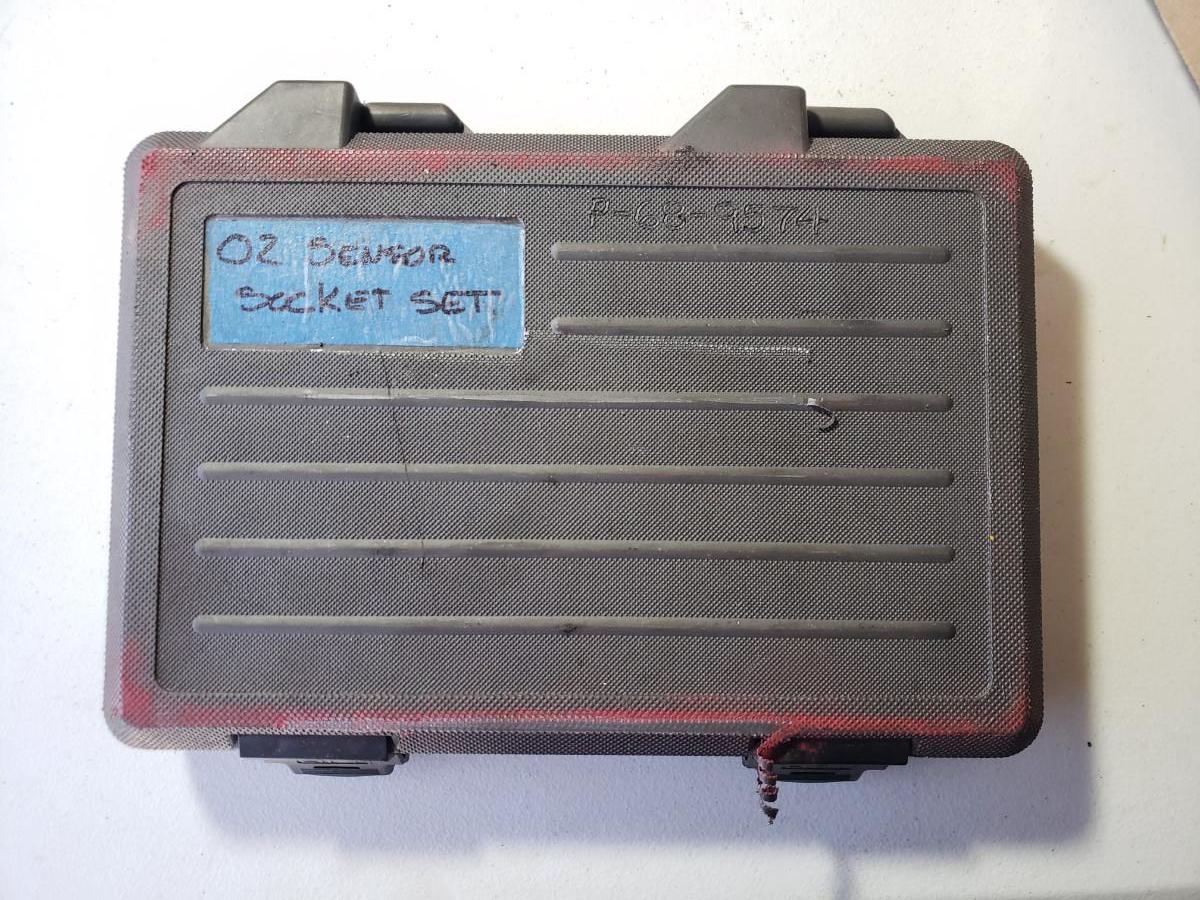 O2 SENSOR
SOCKET SET
P-68-9574